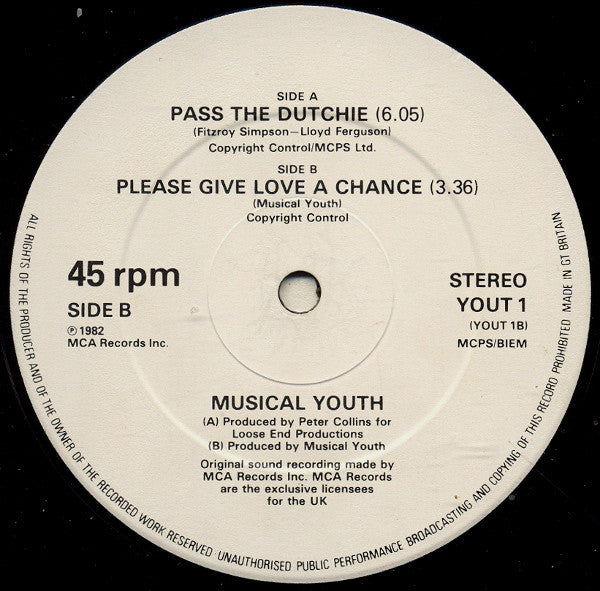 SIDE A
PASS THE DUTCHIE (6.05)
(Fitzroy Simpson—Lloyd Ferguson)
Copyright Control/MCPS Ltd.
SIDE B
PLEASE GIVE LOVE A CHANCE (3.36)
(Musical Youth)
Copyright Control
45 rpm
SIDE B
℗ 1982
MCA Records Inc.
STEREO
YOUT 1
(YOUT 1B)
MCPS/BIEM
MUSICAL YOUTH
(A) Produced by Peter Collins for
Loose End Productions
(B) Produced by Musical Youth
Original sound recording made by
MCA Records Inc. MCA Records
are the exclusive licensees
for the UK
ALL RIGHTS OF THE PRODUCER AND OF THE OWNER OF THE RECORDED WORK RESERVED · UNAUTHORISED PUBLIC PERFORMANCE BROADCASTING AND COPYING OF THIS RECORD PROHIBITED MADE IN GT BRITAIN